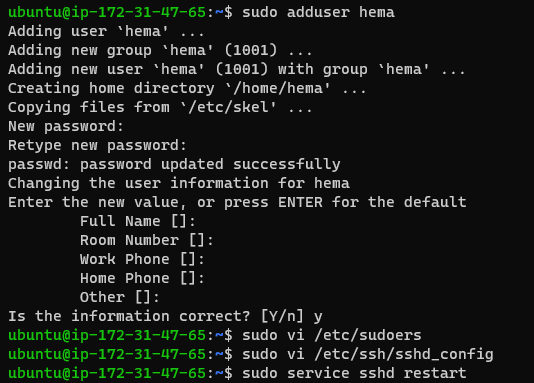 ubuntu@ip-172-31-47-65:~$ sudo adduser hema
Adding user `hema' ...
Adding new group `hema' (1001) ...
Adding new user `hema' (1001) with group `hema' ...
Creating home directory `/home/hema' ...
Copying files from `/etc/skel' ...
New password:
Retype new password:
passwd: password updated successfully
Changing the user information for hema
Enter the new value, or press ENTER for the default
        Full Name []:
        Room Number []:
        Work Phone []:
        Home Phone []:
        Other []:
Is the information correct? [Y/n] y
ubuntu@ip-172-31-47-65:~$ sudo vi /etc/sudoers
ubuntu@ip-172-31-47-65:~$ sudo vi /etc/ssh/sshd_config
ubuntu@ip-172-31-47-65:~$ sudo service sshd restart